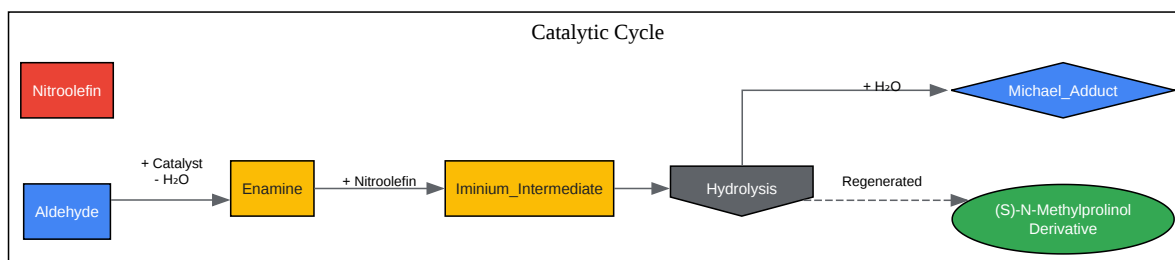 Catalytic Cycle
Nitroolefin
+ H₂O
Michael_Adduct
+ Catalyst
- H₂O
Aldehyde
Enamine
+ Nitroolefin
Iminium_Intermediate
Hydrolysis
Regenerated
(S)-N-Methylprolinol
Derivative